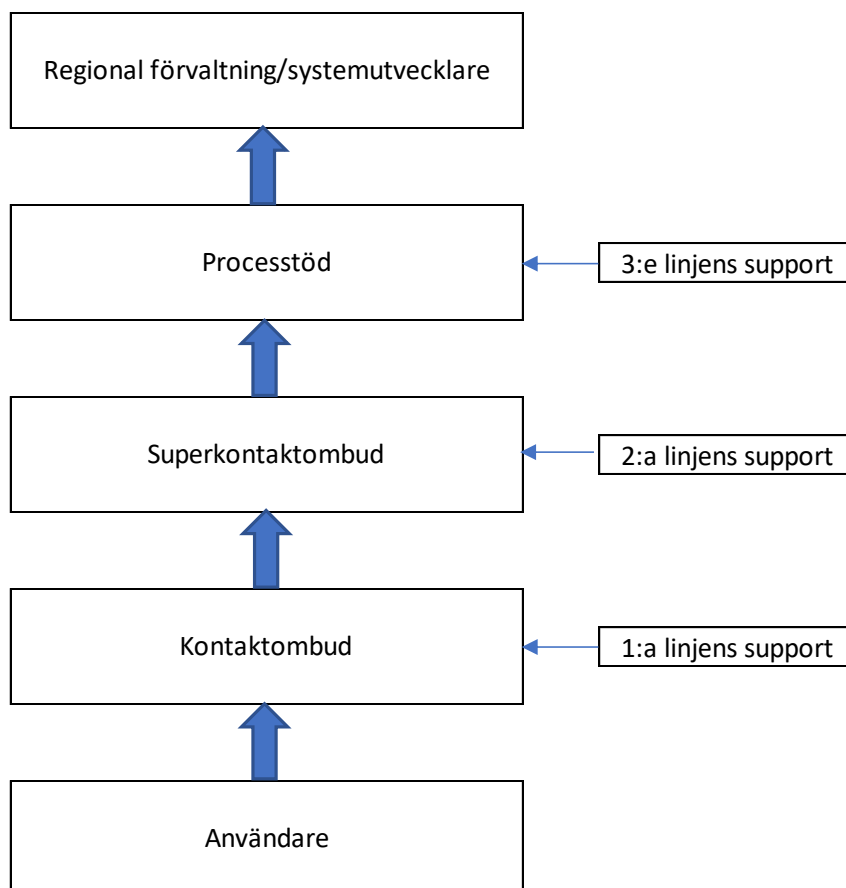 Regional förvaltning/systemutvecklare
Processtöd
3:e linjens support
Superkontaktombud
2:a linjens support
Kontaktombud
1:a linjens support
Användare